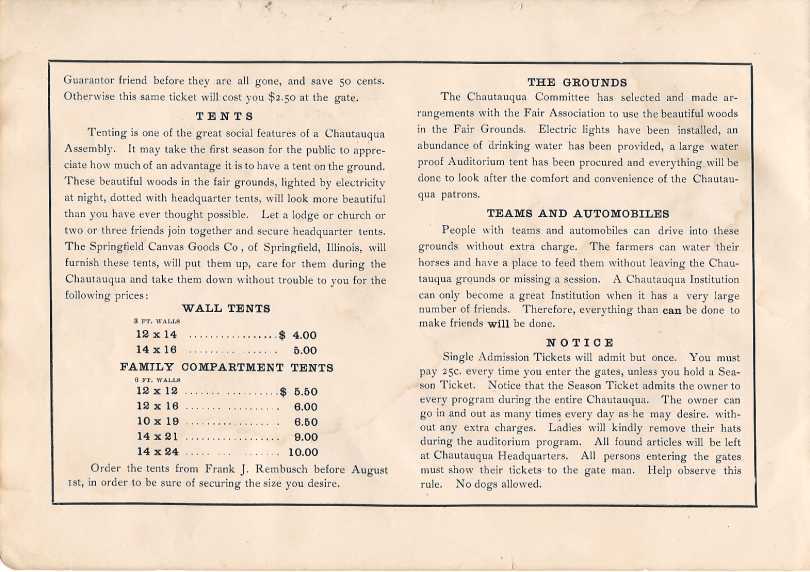 Guarantor friend before they are all gone, and save 50 cents.
Otherwise this same ticket will cost you $2.50 at the gate.
TENTS
Tenting is one of the great social features of a Chautauqua
Assembly. It may take the first season for the public to appre-
ciate how much of an advantage it is to have a tent on the ground.
These beautiful woods in the fair grounds, lighted by electricity
at night, dotted with headquarter tents, will look more beautiful
than you have ever thought possible. Let a lodge or church or
two or three friends join together and secure headquarter tents.
The Springfield Canvas Goods Co , of Springfield, Illinois, will
furnish these tents, will put them up, care for them during the
Chautauqua and take them down without trouble to you for the
following prices:
WALL TENTS
3 FT. WALLS
12 x 14 ................. $ 4.00
14 x 16 ................. 5.00
FAMILY COMPARTMENT TENTS
6 FT. WALLS
12 x 12 ................. $ 5.50
12 x 16 ................. 6.00
10 x 19 ................. 6.50
14 x 21 ................. 9.00
14 x 24 ................. 10.00
Order the tents from Frank J. Rembusch before August
1st, in order to be sure of securing the size you desire.
THE GROUNDS
The Chautauqua Committee has selected and made ar-
rangements with the Fair Association to use the beautiful woods
in the Fair Grounds. Electric lights have been installed, an
abundance of drinking water has been provided, a large water
proof Auditorium tent has been procured and everything will be
done to look after the comfort and convenience of the Chautau-
qua patrons.
TEAMS AND AUTOMOBILES
People with teams and automobiles can drive into these
grounds without extra charge. The farmers can water their
horses and have a place to feed them without leaving the Chau-
tauqua grounds or missing a session. A Chautauqua Institution
can only become a great Institution when it has a very large
number of friends. Therefore, everything than can be done to
make friends will be done.
NOTICE
Single Admission Tickets will admit but once. You must
pay 25c. every time you enter the gates, unless you hold a Sea-
son Ticket. Notice that the Season Ticket admits the owner to
every program during the entire Chautauqua. The owner can
go in and out as many times every day as he may desire. with-
out any extra charges. Ladies will kindly remove their hats
during the auditorium program. All found articles will be left
at Chautauqua Headquarters. All persons entering the gates
must show their tickets to the gate man. Help observe this
rule. No dogs allowed.